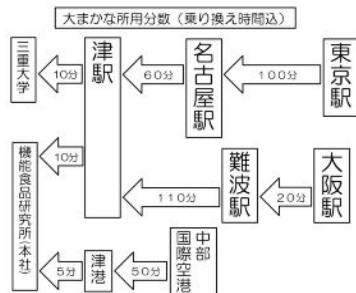 大まかな所用分数（乗り換え時間込）
三重大学
10分
津駅
60分
名古屋駅
100分
東京駅
機能食品研究所(本社)
10分
110分
難波駅
20分
大阪駅
5分
津港
50分
中部
国際空港